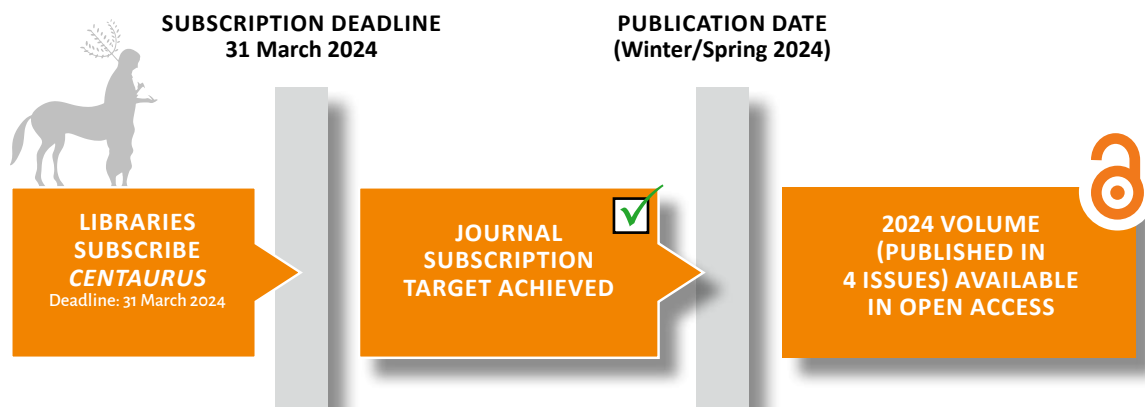 SUBSCRIPTION DEADLINE
31 March 2024
PUBLICATION DATE
(Winter/Spring 2024)
LIBRARIES
SUBSCRIBE
CENTAURUS
Deadline: 31 March 2024
JOURNAL
SUBSCRIPTION
TARGET ACHIEVED
2024 VOLUME
(PUBLISHED IN
4 ISSUES) AVAILABLE
IN OPEN ACCESS